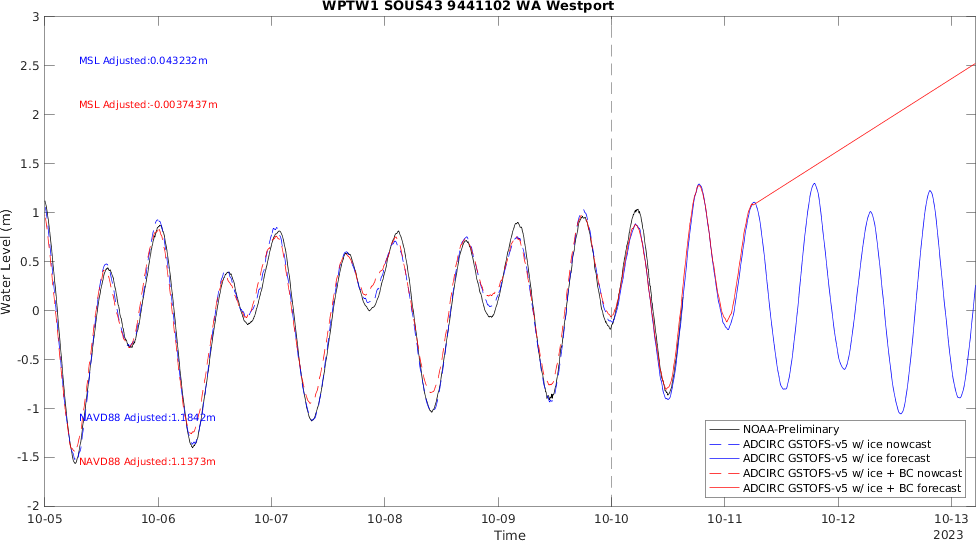 WPTW1 SOUS43 9441102 WA Westport
3
2.5
2
1.5
1
0.5
0
-0.5
-1
-1.5
-2
Water Level (m)
MSL Adjusted:0.043232m
MSL Adjusted:-0.0037437m
NAVD88 Adjusted:1.1842m
NAVD88 Adjusted:1.1373m
NOAA-Preliminary
ADCIRC GSTOFS-v5 w/ ice nowcast
ADCIRC GSTOFS-v5 w/ ice forecast
ADCIRC GSTOFS-v5 w/ ice + BC nowcast
ADCIRC GSTOFS-v5 w/ ice + BC forecast
10-05 10-06 10-07 10-08 10-09 10-10 10-11 10-12 10-13
Time
2023